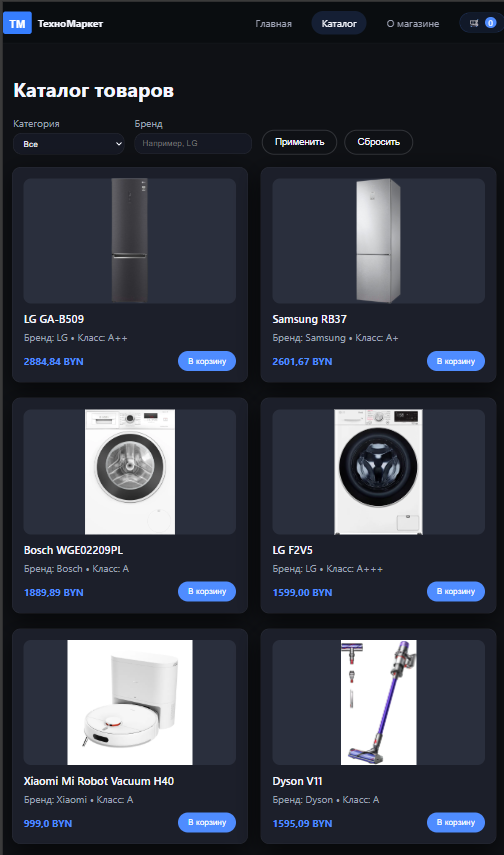 TM ТехноМаркет Главная Каталог О магазине 0
Каталог товаров
Категория Бренд
Все Например, LG Применить Сбросить
LG GA-B509 Samsung RB37
Бренд: LG • Класс: A++ Бренд: Samsung • Класс: A+
2884,84 BYN В корзину 2601,67 BYN В корзину
Bosch WGE02209PL LG F2V5
Бренд: Bosch • Класс: A Бренд: LG • Класс: A+++
1889,89 BYN В корзину 1599,00 BYN В корзину
Xiaomi Mi Robot Vacuum H40 Dyson V11
Бренд: Xiaomi • Класс: A Бренд: Dyson • Класс: A
999,0 BYN В корзину 1595,09 BYN В корзину